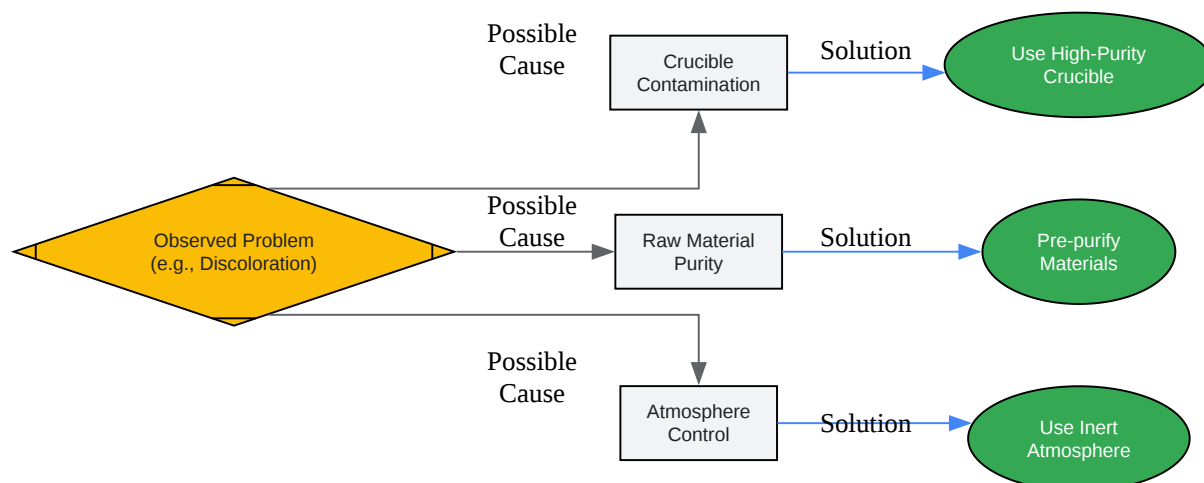 Possible
Cause
Crucible
Contamination
Solution
Use High-Purity
Crucible
Observed Problem
(e.g., Discoloration)
Possible
Cause
Raw Material
Purity
Solution
Pre-purify
Materials
Possible
Cause
Atmosphere
Control
Solution
Use Inert
Atmosphere